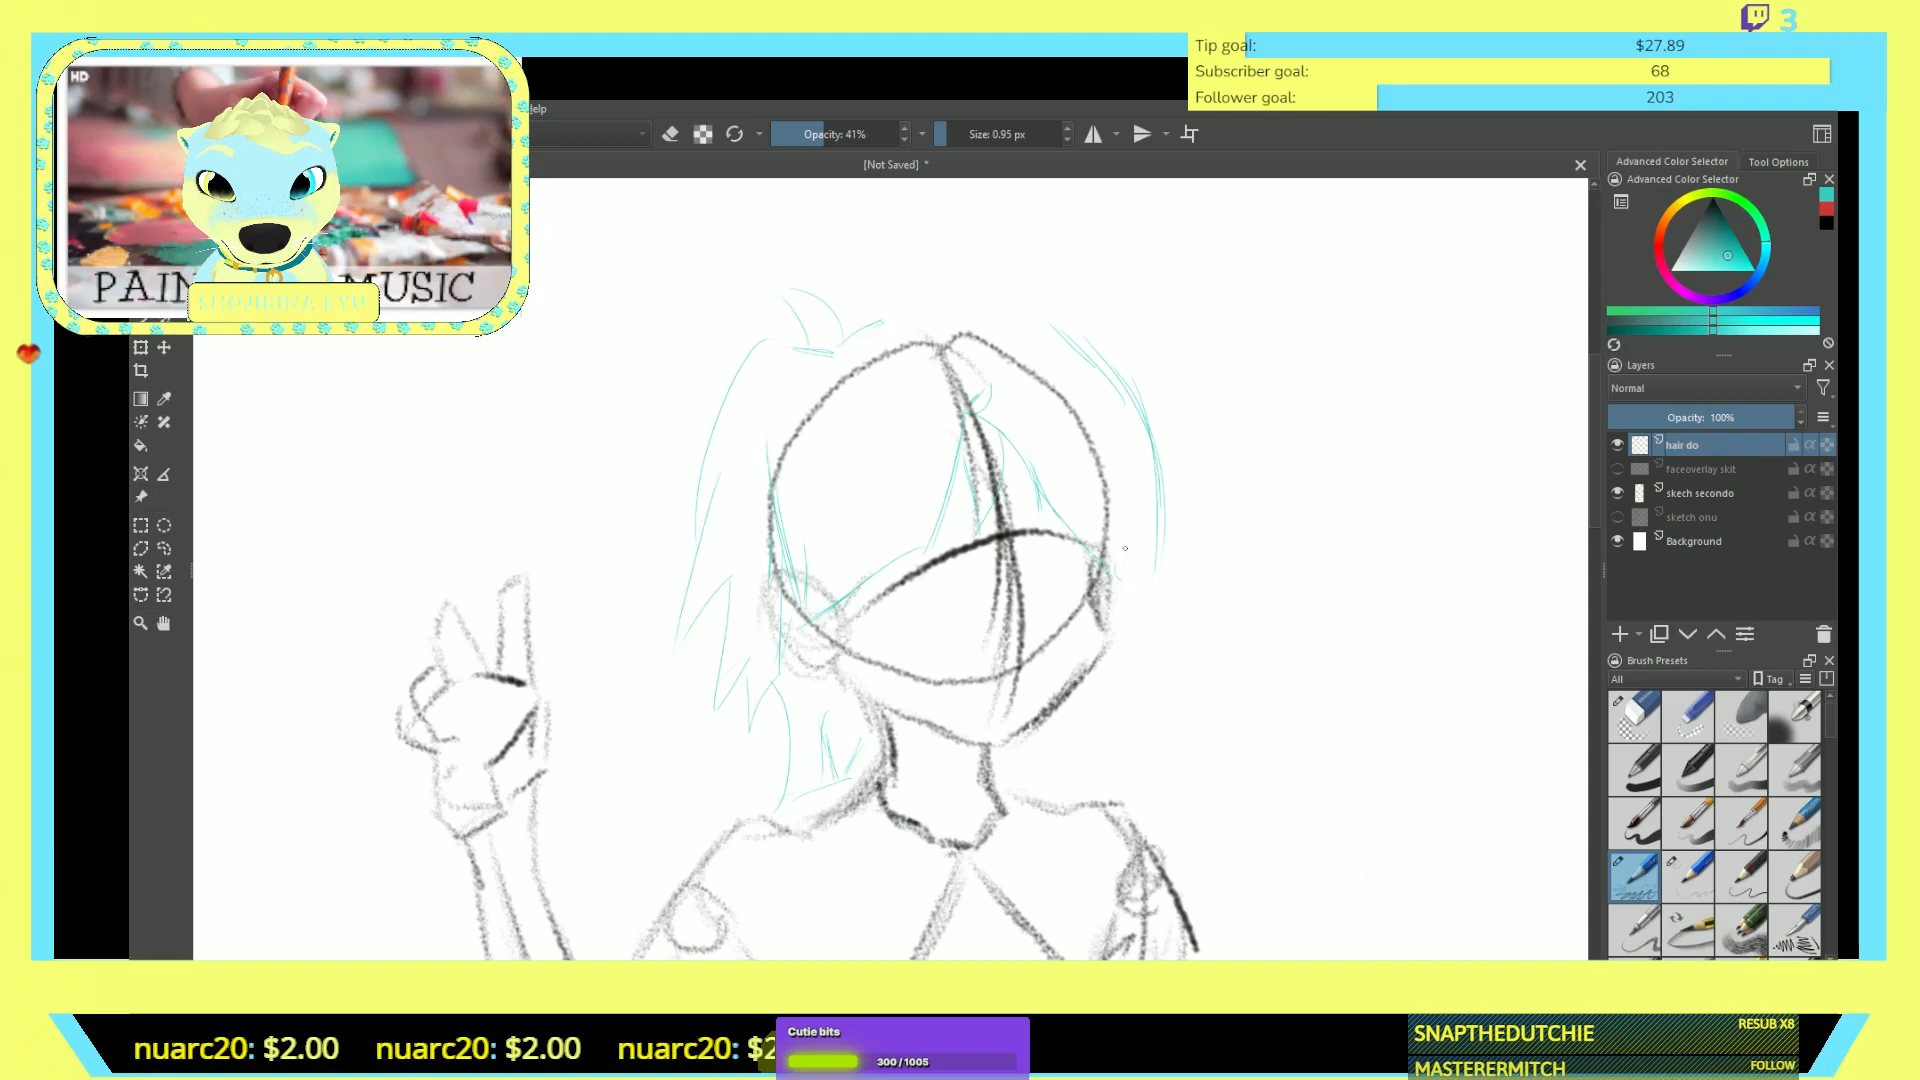 3
Tip goal: $27.89
Subscriber goal: 68
Follower goal: 203
HD
elp
Opacity: 41%
Size: 0.95 px
[Not Saved] *
Advanced Color Selector
Tool Options
Advanced Color Selector
PAIN MUSIC
Layers
Normal
Opacity: 100%
hair do
faceoverlay skit
skech secondo
sketch onu
Background
Brush Presets
All
Tag
nuarc20: $2.00 nuarc20: $2.00 nuarc20: $2
Cutie bits
300 / 1005
SNAPTHEDUTCHIE RESUB X8
MASTERERMITCH FOLLOW